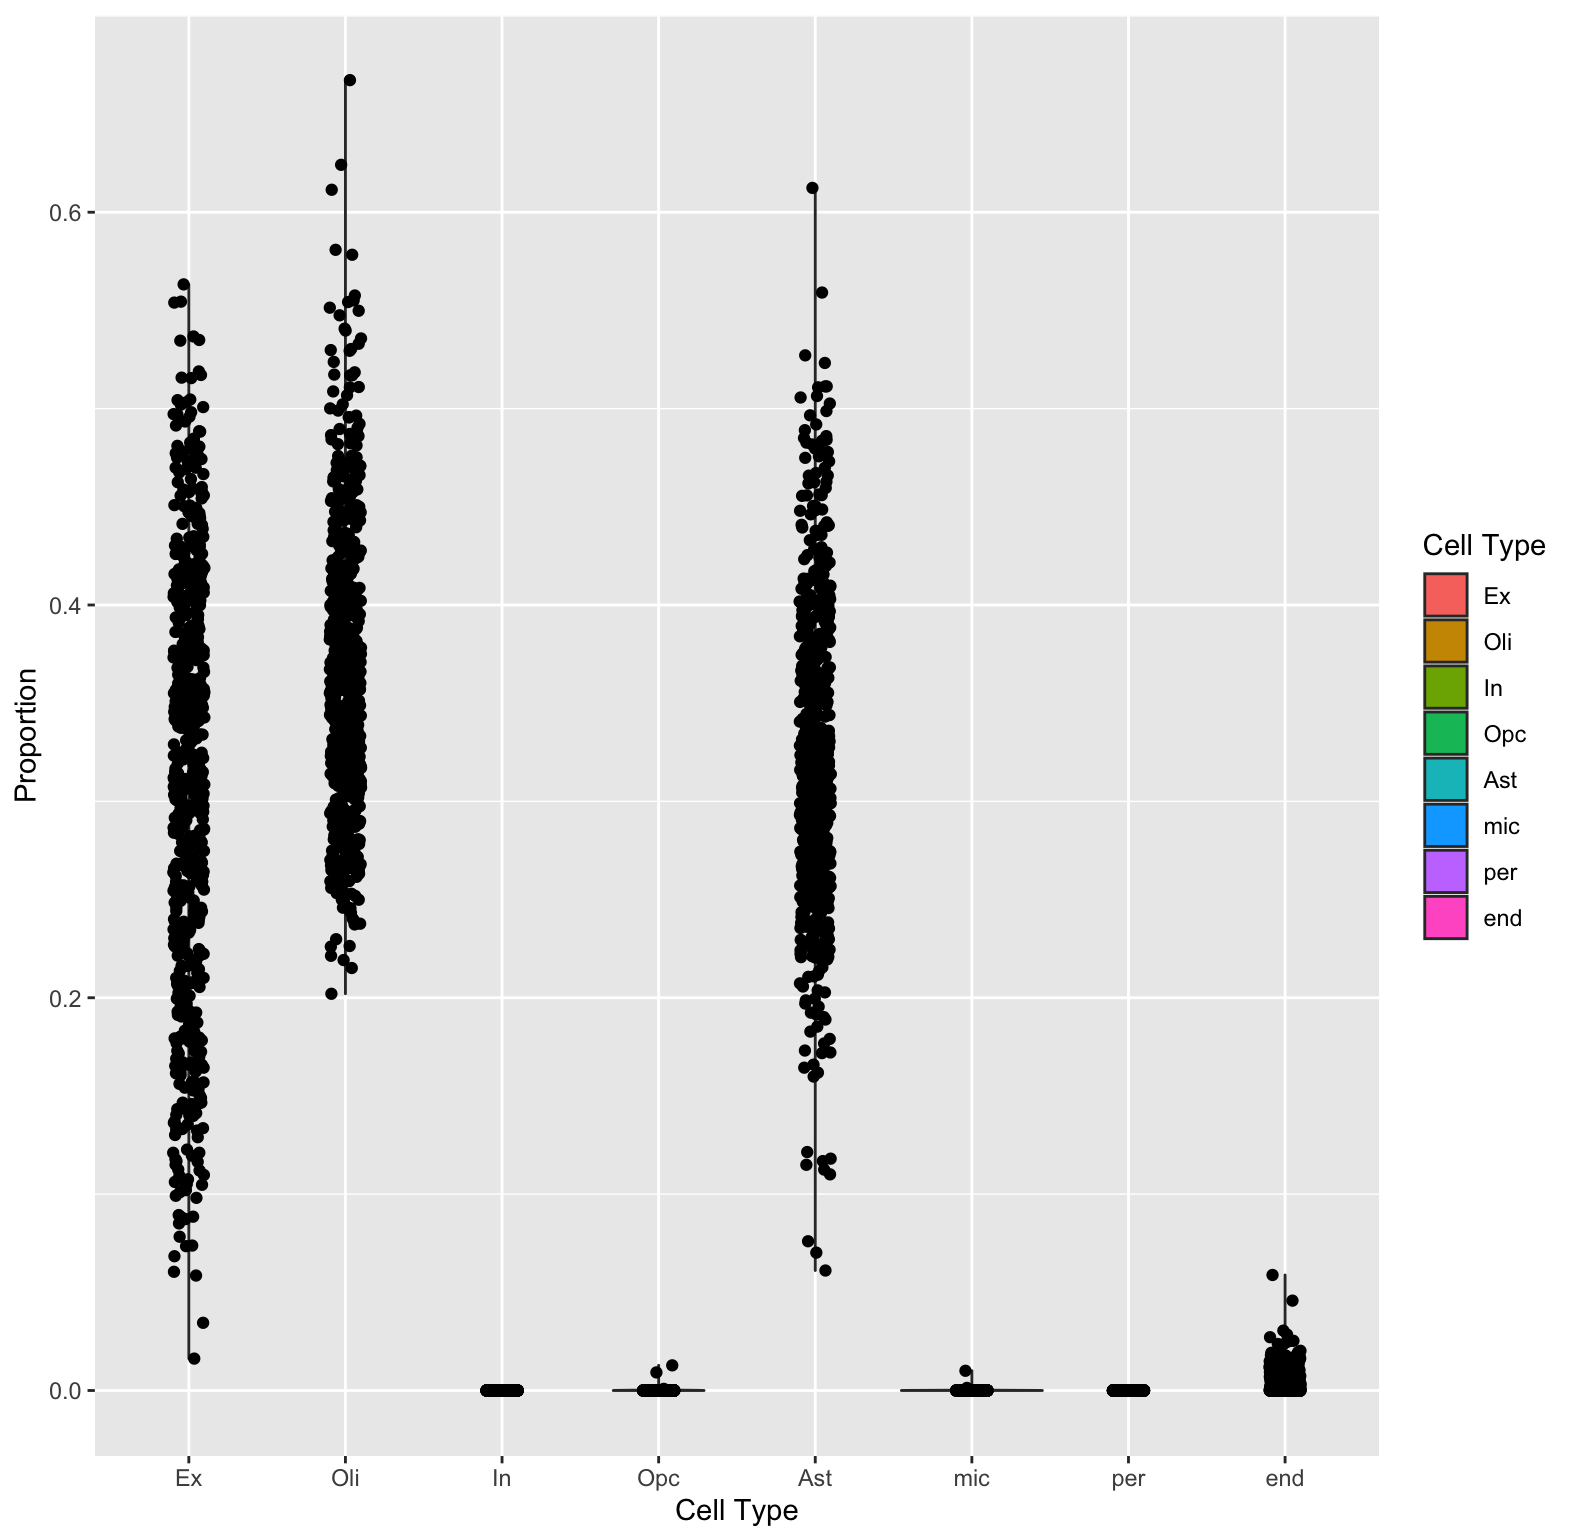 Proportion
0.6
0.4
0.2
0.0
Ex Oli In Opc Ast mic per end
Cell Type
Cell Type
Ex
Oli
In
Opc
Ast
mic
per
end